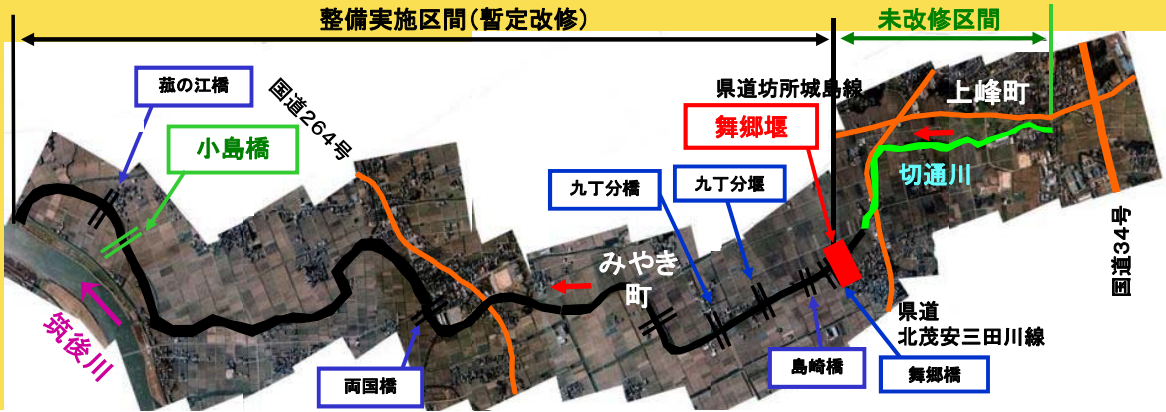 整備実施区間(暫定改修)
未改修区間
菰の江橋
国道264号
小島橋
県道坊所城島線
舞郷堰
上峰町
切通川
九丁分橋
九丁分堰
みやき
町
国道34号
筑後川
県道
北茂安三田川線
両国橋
島崎橋
舞郷橋